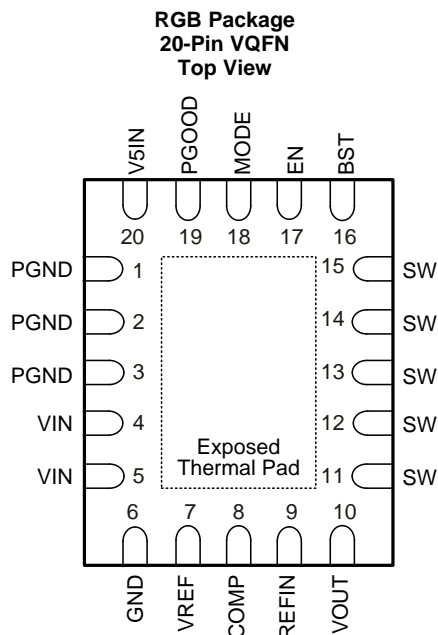 RGB Package
20-Pin VQFN
Top View
V5IN PGOOD MODE EN BST
20 19 18 17 16
PGND 1 15 SW
PGND 2 14 SW
PGND 3 13 SW
VIN 4 12 SW
VIN 5 11 SW
Exposed
Thermal Pad
6 7 8 9 10
GND VREF COMP REFIN VOUT